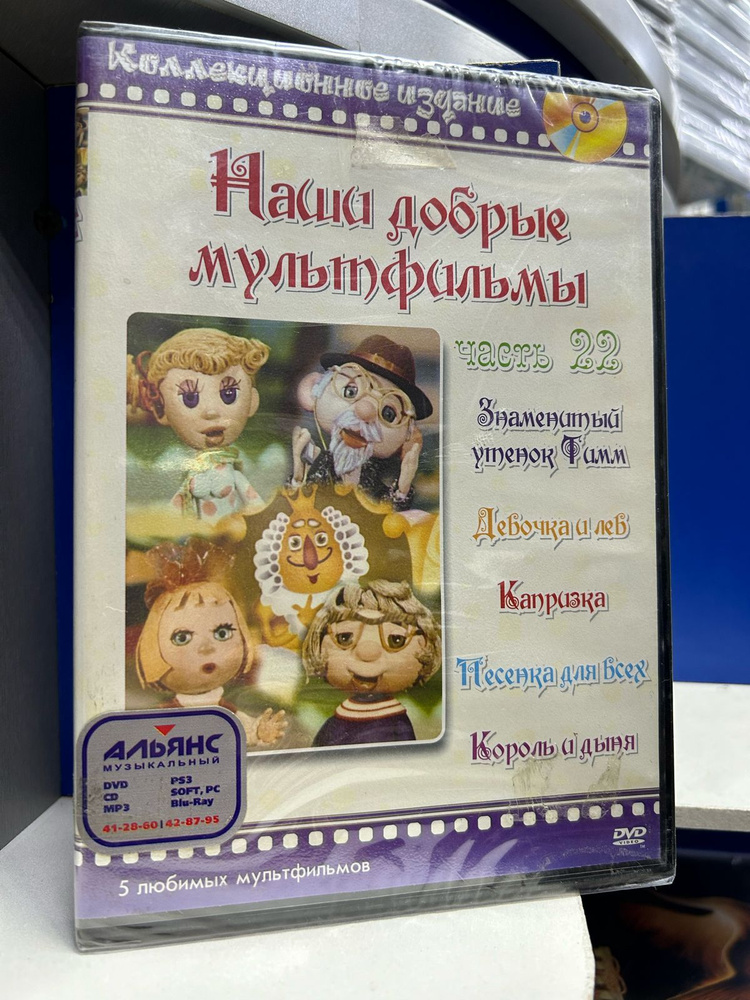 Коллекционное издание
Наши добрые
мультфильмы
часть 22
Знаменитый
утенок Тимм
Девочка и лев
Капризка
Песенка для всех
Король и дыня
АЛЬЯНС
МУЗЫКАЛЬНЫЙ
DVD PS3
CD SOFT, PC
MP3 Blu-Ray
41-28-60 | 42-87-95
DVD
VIDEO
5 любимых мультфильмов